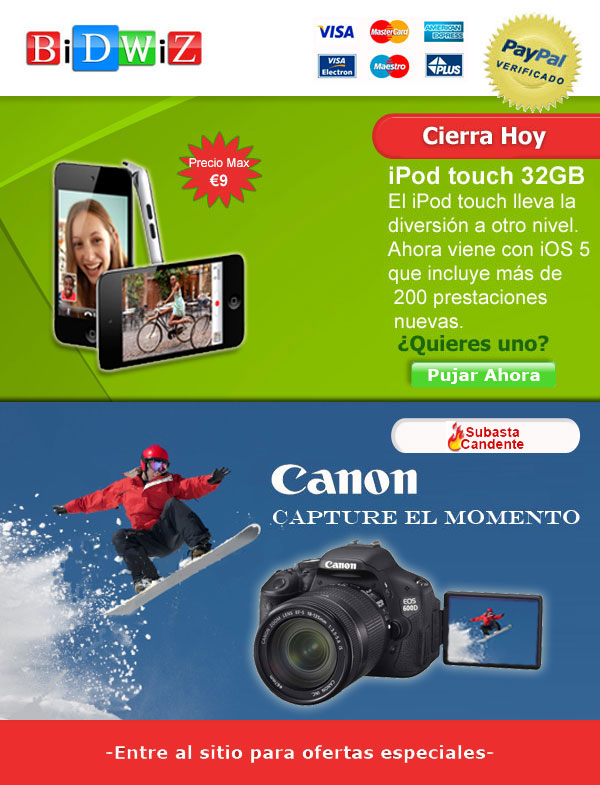 BiDWiZ
VISA
MasterCard
AMERICAN EXPRESS
VISA Electron
Maestro
PLUS
PayPal
VERIFICADO
Cierra Hoy
Precio Max
€9
iPod touch 32GB
El iPod touch lleva la
diversión a otro nivel.
Ahora viene con iOS 5
que incluye más de
200 prestaciones
nuevas.
¿Quieres uno?
Pujar Ahora
Subasta
Candente
Canon
CAPTURE EL MOMENTO
Canon
EOS
600D
-Entre al sitio para ofertas especiales-